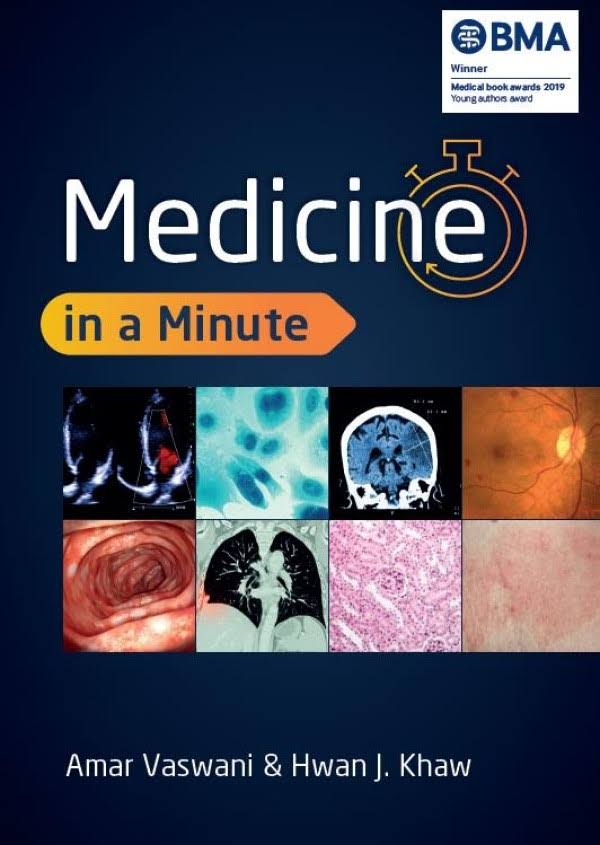 BMA
Winner
Medical book awards 2019
Young authors award
Medicine
in a Minute
Amar Vaswani & Hwan J. Khaw